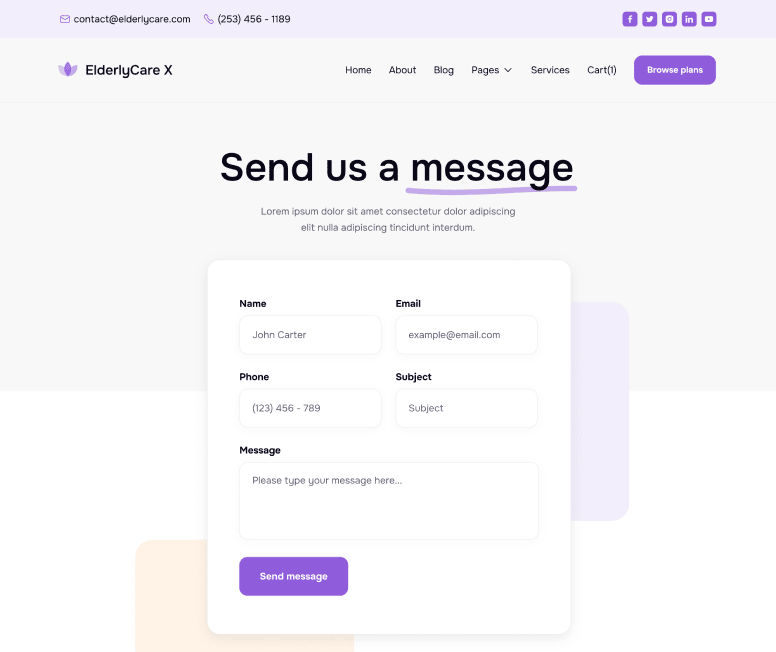 contact@elderlycare.com (253) 456 - 1189
ElderlyCare X Home About Blog Pages Services Cart(1) Browse plans
Send us a message
Lorem ipsum dolor sit amet consectetur dolor adipiscing
elit nulla adipiscing tincidunt interdum.
Name Email
John Carter example@email.com
Phone Subject
(123) 456 - 789 Subject
Message
Please type your message here...
Send message